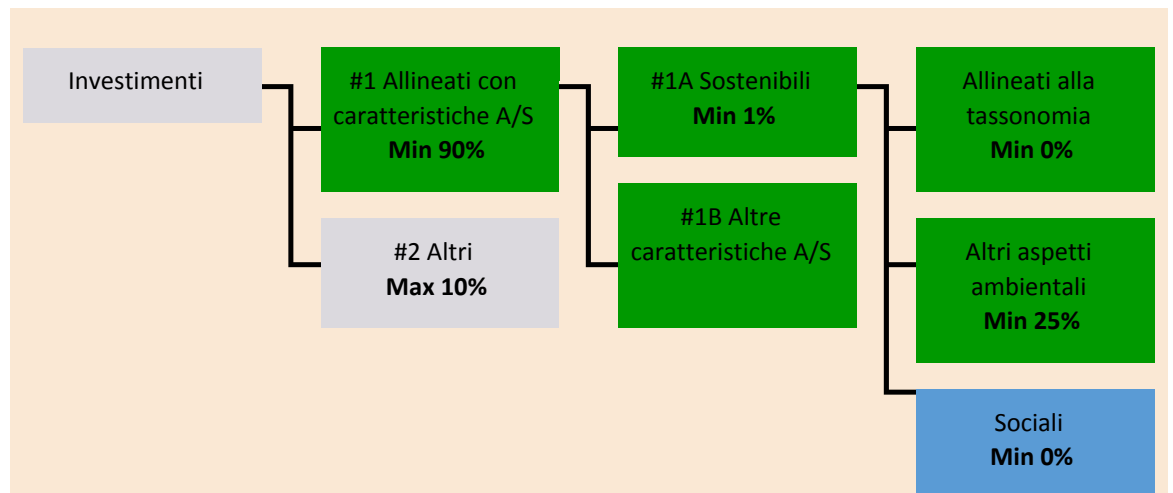 Investimenti
#1 Allineati con
caratteristiche A/S
Min 90%
#2 Altri
Max 10%
#1A Sostenibili
Min 1%
#1B Altre
caratteristiche A/S
Allineati alla
tassonomia
Min 0%
Altri aspetti
ambientali
Min 25%
Sociali
Min 0%